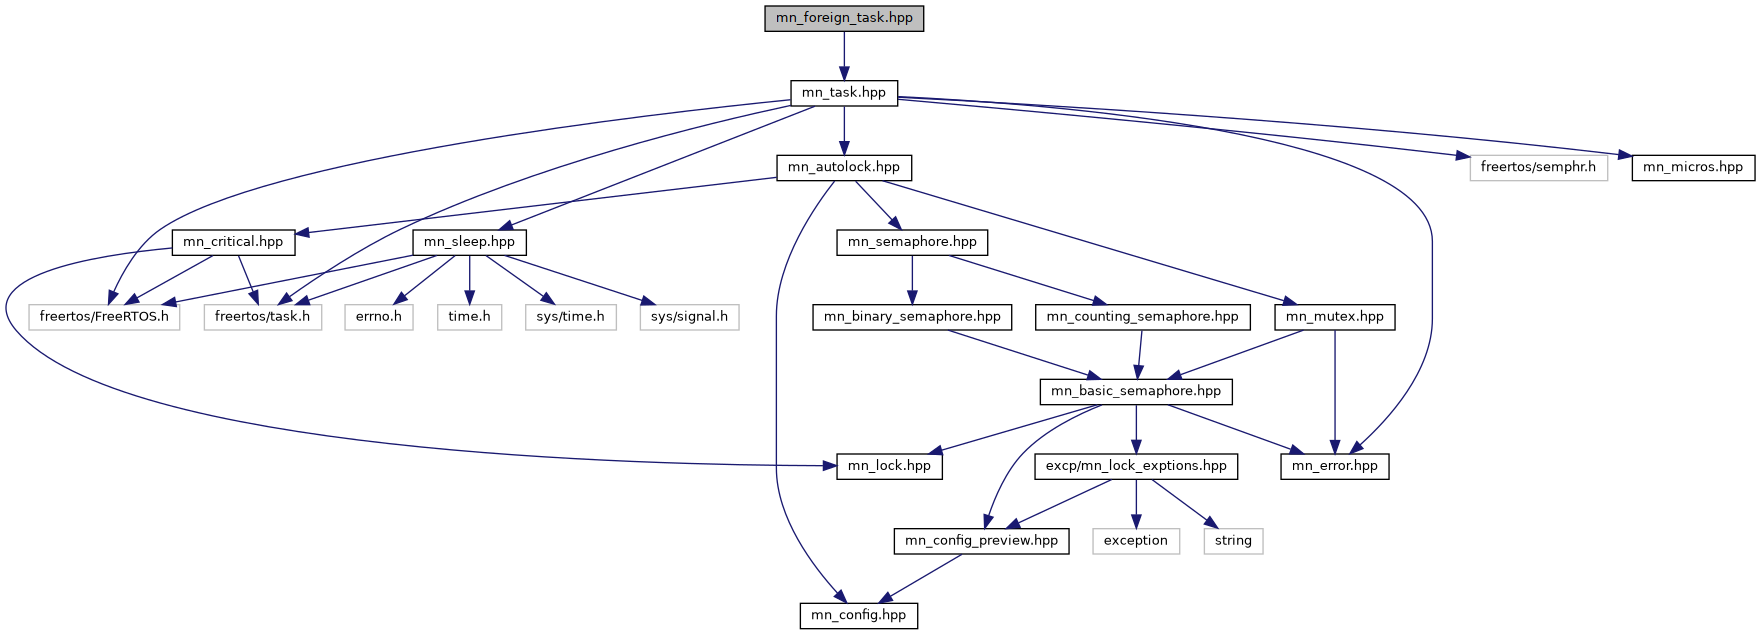 mn_foreign_task.hpp
mn_task.hpp
mn_autolock.hpp
freertos/semphr.h
mn_micros.hpp
mn_critical.hpp
mn_sleep.hpp
mn_semaphore.hpp
freertos/FreeRTOS.h
freertos/task.h
errno.h
time.h
sys/time.h
sys/signal.h
mn_binary_semaphore.hpp
mn_counting_semaphore.hpp
mn_mutex.hpp
mn_basic_semaphore.hpp
mn_lock.hpp
excp/mn_lock_exptions.hpp
mn_error.hpp
mn_config_preview.hpp
exception
string
mn_config.hpp